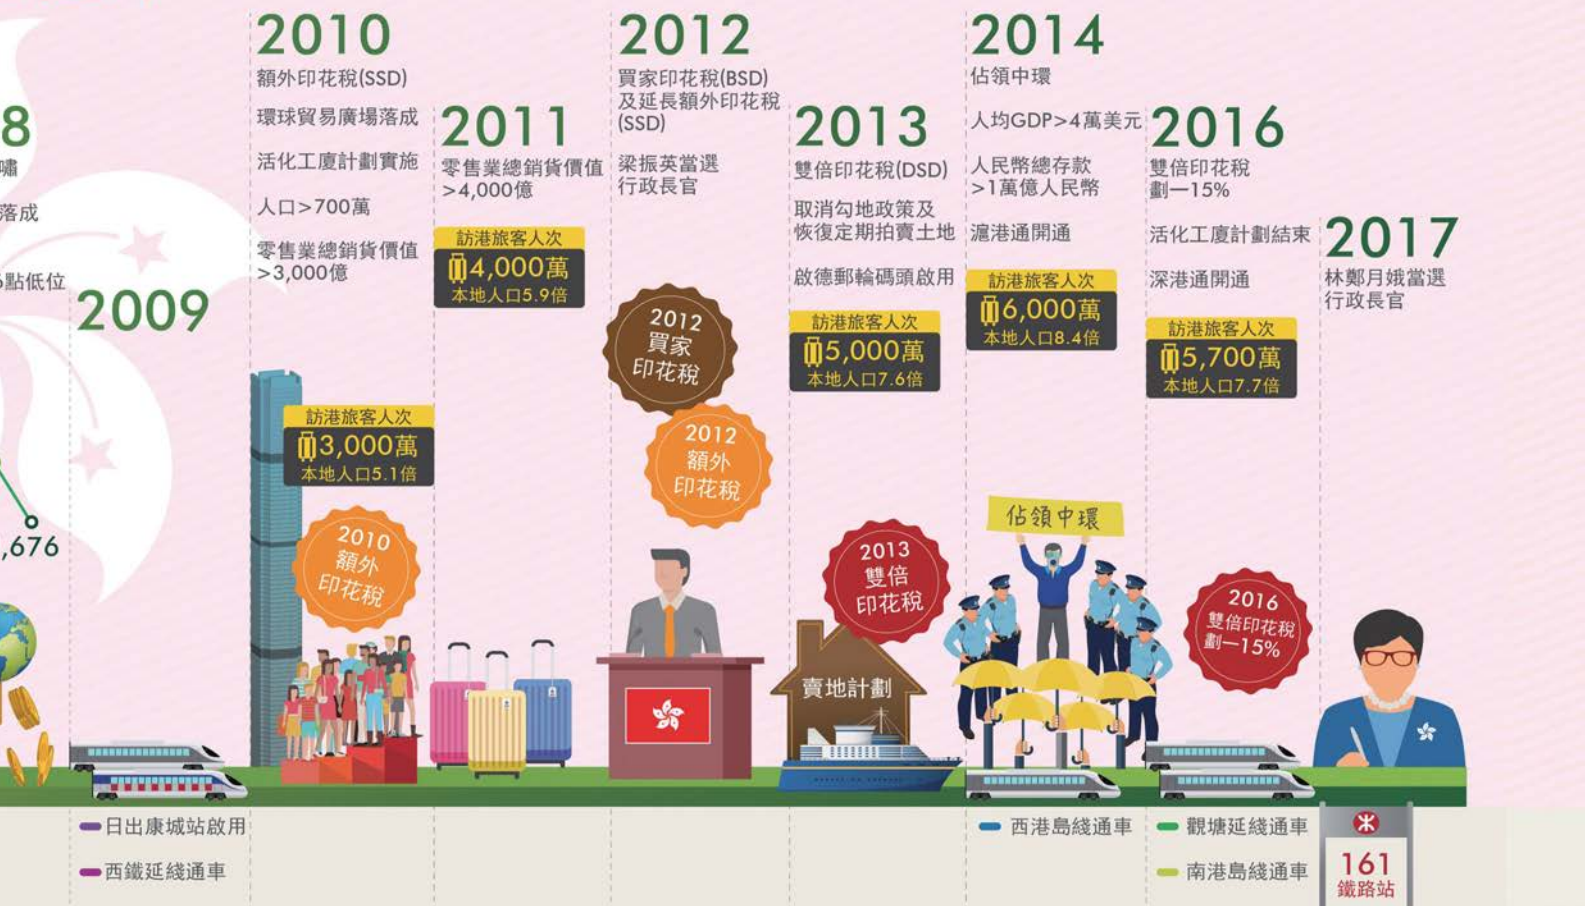 8
嘯
落成
點低位
,676
2009
2010
額外印花稅(SSD)
環球貿易廣場落成
活化工廈計劃實施
人口>700萬
零售業總銷貨價值
>3,000億
訪港旅客人次
3,000萬
本地人口5.1倍
2010
額外
印花稅
2011
零售業總銷貨價值
>4,000億
訪港旅客人次
4,000萬
本地人口5.9倍
2012
買家印花稅(BSD)
及延長額外印花稅
(SSD)
梁振英當選
行政長官
2012
買家
印花稅
2012
額外
印花稅
2013
雙倍印花稅(DSD)
取消勾地政策及
恢復定期拍賣土地
啟德郵輪碼頭啟用
訪港旅客人次
5,000萬
本地人口7.6倍
2013
雙倍
印花稅
賣地計劃
2014
佔領中環
人均GDP>4萬美元
人民幣總存款
>1萬億人民幣
滬港通開通
訪港旅客人次
6,000萬
本地人口8.4倍
佔領中環
2016
雙倍印花稅
劃一15%
活化工廈計劃結束
深港通開通
訪港旅客人次
5,700萬
本地人口7.7倍
2016
雙倍印花稅
劃一15%
2017
林鄭月娥當選
行政長官
日出康城站啟用
西鐵延綫通車
西港島綫通車
觀塘延綫通車
南港島綫通車
161
鐵路站